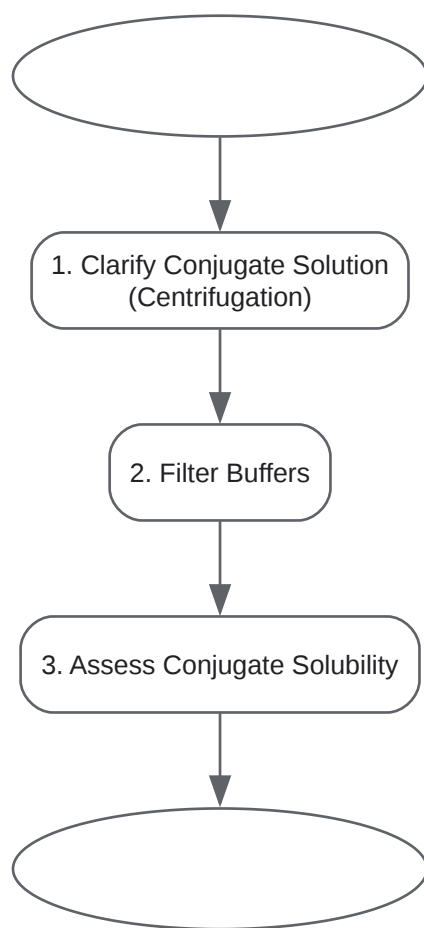 1. Clarify Conjugate Solution
(Centrifugation)
2. Filter Buffers
3. Assess Conjugate Solubility